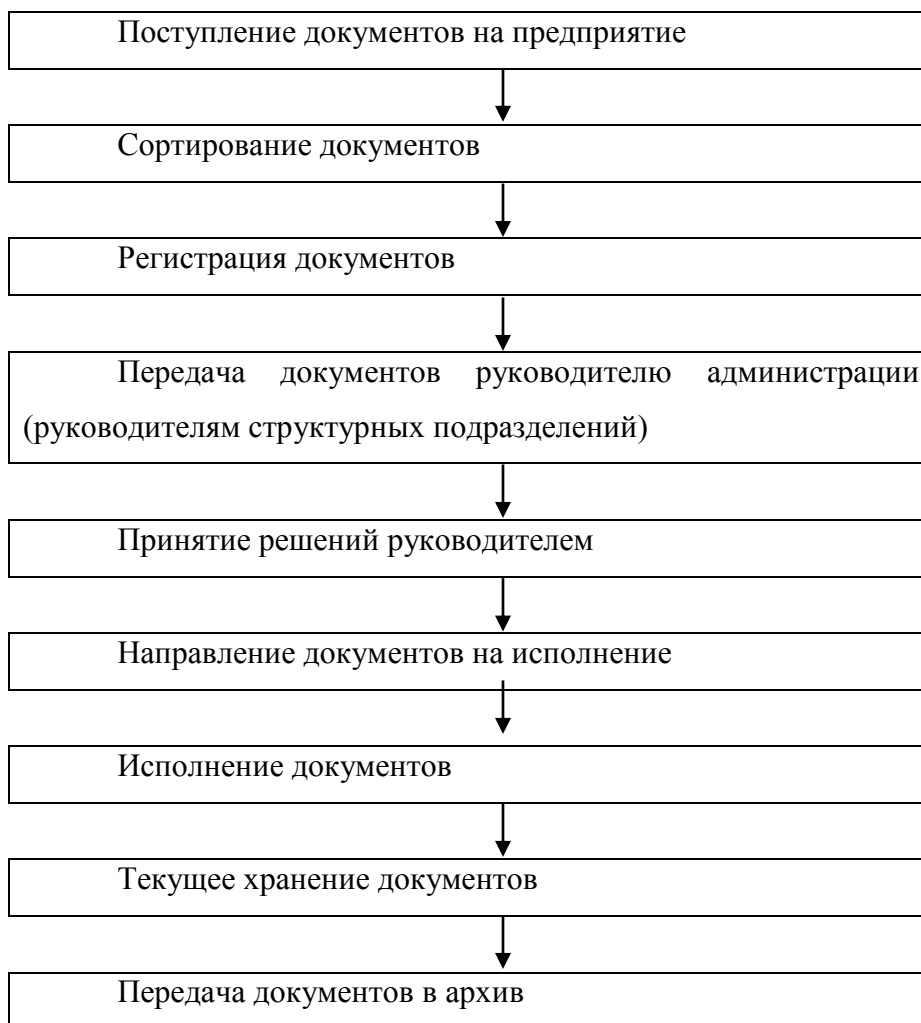 Поступление документов на предприятие
Сортирование документов
Регистрация документов
Передача документов руководителю администрации
(руководителям структурных подразделений)
Принятие решений руководителем
Направление документов на исполнение
Исполнение документов
Текущее хранение документов
Передача документов в архив